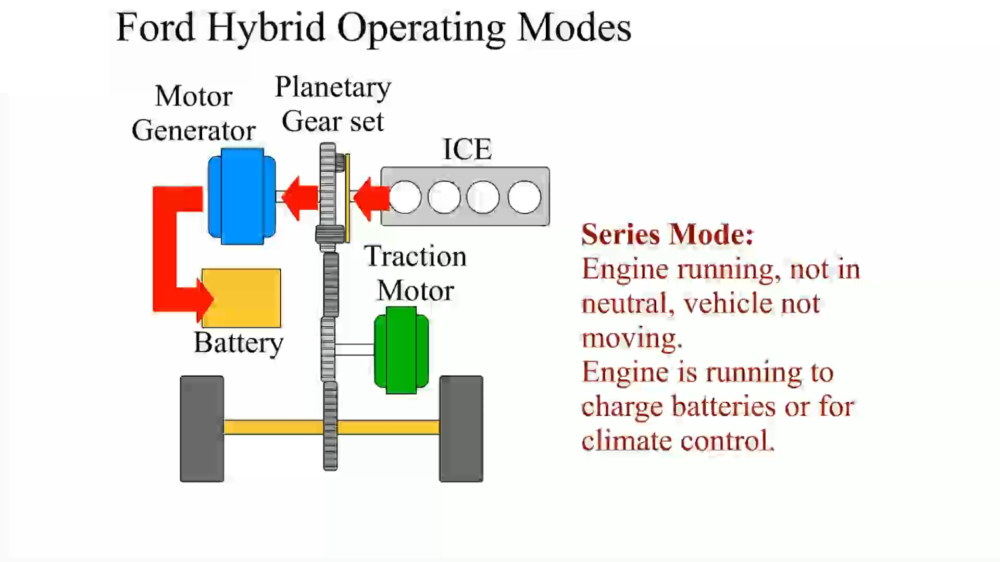 Ford Hybrid Operating Modes
Motor
Generator
Planetary
Gear set
ICE
Traction
Motor
Battery
Series Mode:
Engine running, not in
neutral, vehicle not
moving.
Engine is running to
charge batteries or for
climate control.